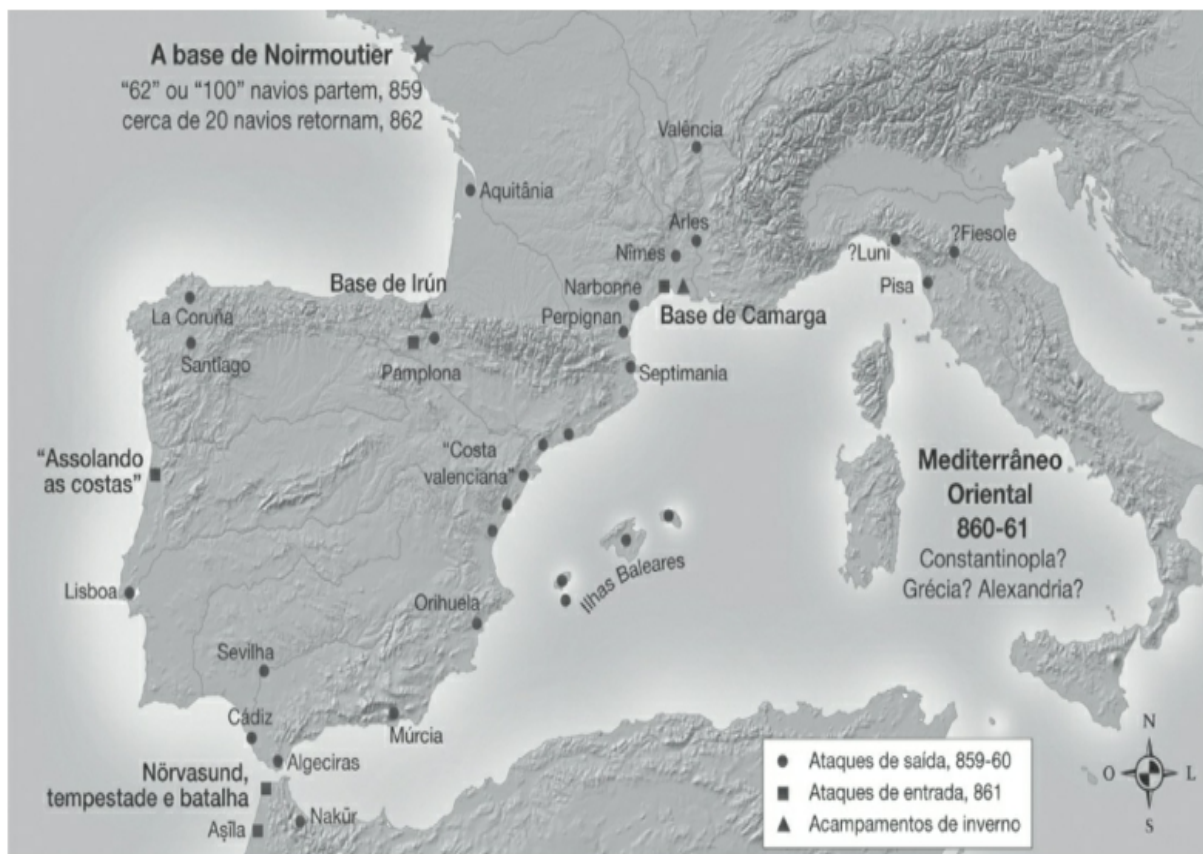 A base de Noirmoutier
“62” ou “100” navios partem, 859
cerca de 20 navios retornam, 862
Valência
Aquitânia
Arles
Nîmes
?Fiesole
?Luni
Base de Irún
Narbonne
Pisa
La Coruña
Perpignan
Base de Camarga
Santiago
Pamplona
Septimania
“Assolando
as costas”
“Costa
valenciana”
Mediterrâneo
Oriental
860-61
Constantinopla?
Grécia? Alexandria?
Ilhas Baleares
Lisboa
Orihuela
Sevilha
Cádiz
Múrcia
Algeciras
Nörvasund,
tempestade e batalha
Nakūr
Aşīla
Ataques de saída, 859-60
Ataques de entrada, 861
Acampamentos de inverno
N
O
L
S